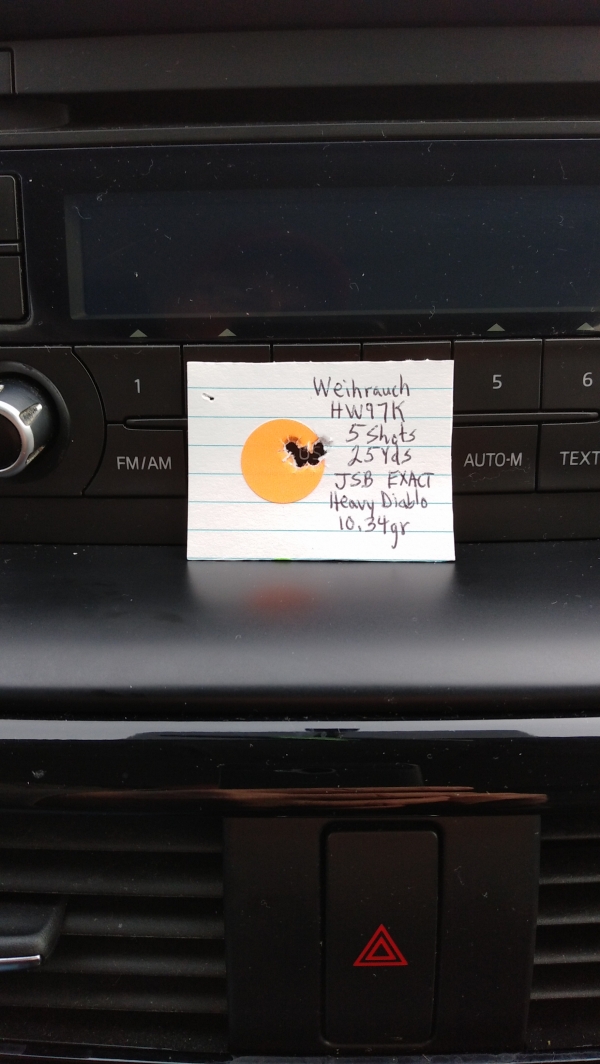 1
5
6
FM/AM
AUTO-M
TEXT
Weihrauch
HW97K
5 Shots
25 Yds
JSB EXACT
Heavy Diablo
10.34gr